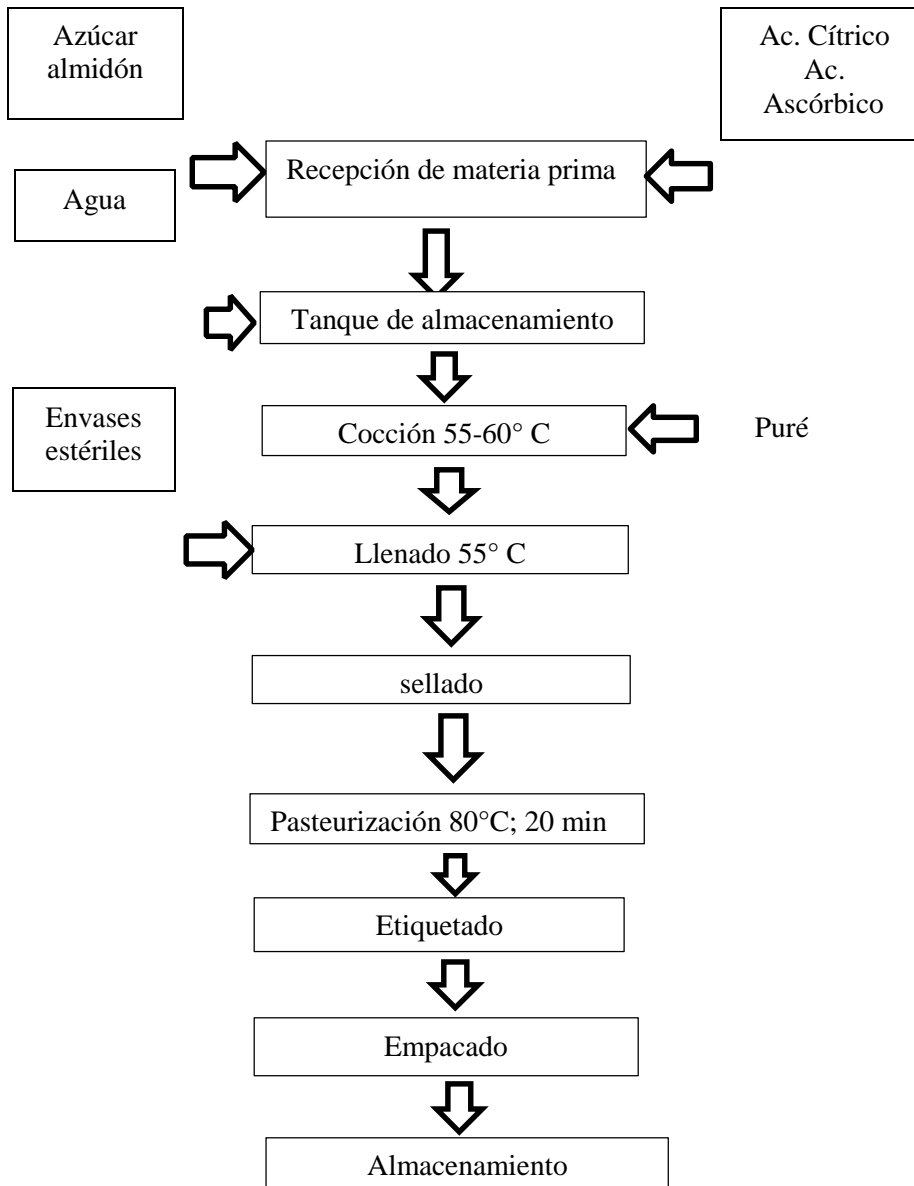 Azúcar
almidón
Ac. Cítrico
Ac.
Ascórbico
Recepción de materia prima
Agua
Tanque de almacenamiento
Envases
estériles
Cocción 55-60° C
Puré
Llenado 55° C
sellado
Pasteurización 80°C; 20 min
Etiquetado
Empacado
Almacenamiento